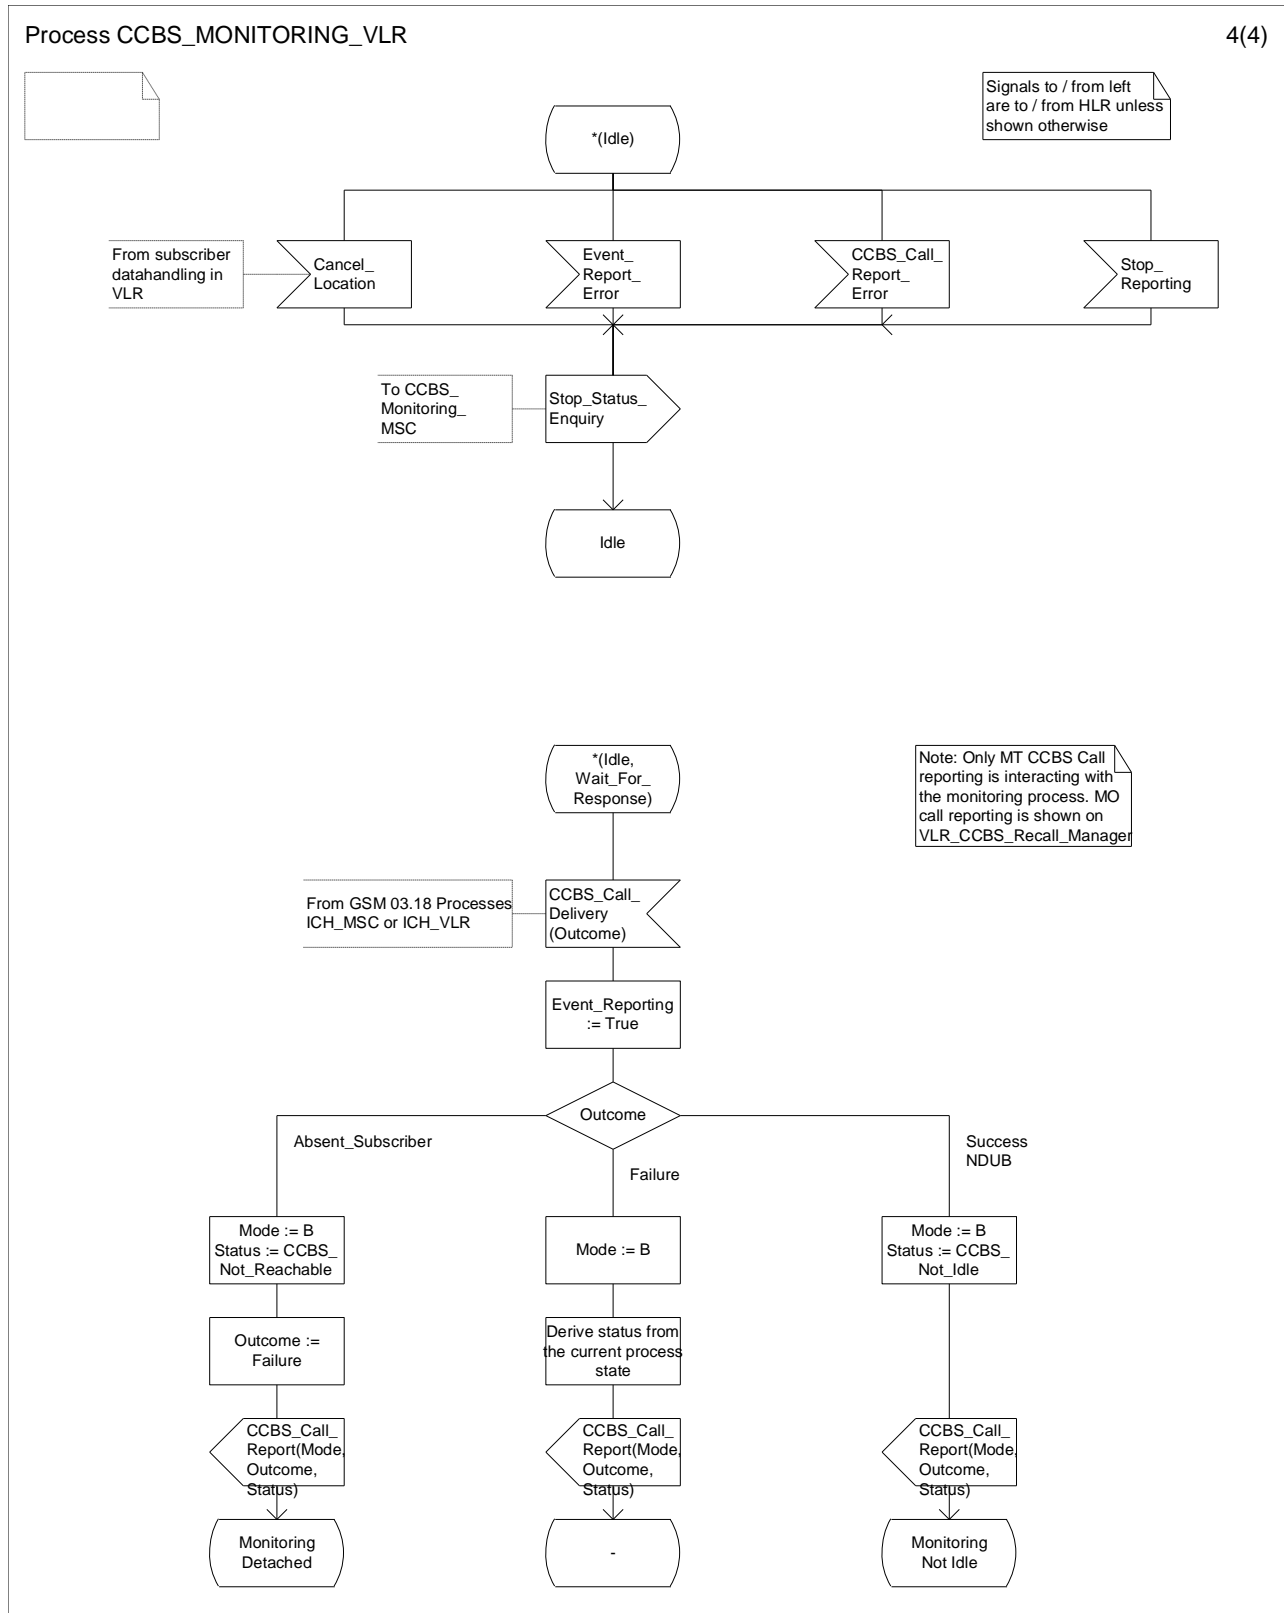 Process CCBS_MONITORING_VLR
4(4)
Signals to / from left
are to / from HLR unless
shown otherwise
*(Idle)
From subscriber
datahandling in
VLR
Cancel_
Location
Event_
Report_
Error
CCBS_Call_
Report_
Error
Stop_
Reporting
To CCBS_
Monitoring_
MSC
Stop_Status_
Enquiry
Idle
*(Idle,
Wait_For_
Response)
Note: Only MT CCBS Call
reporting is interacting with
the monitoring process. MO
call reporting is shown on
VLR_CCBS_Recall_Manager
From GSM 03.18 Processes
ICH_MSC or ICH_VLR
CCBS_Call_
Delivery
(Outcome)
Event_Reporting
:= True
Outcome
Absent_Subscriber
Failure
Success
NDUB
Mode := B
Status := CCBS_
Not_Reachable
Mode := B
Mode := B
Status := CCBS_
Not_Idle
Outcome :=
Failure
Derive status from
the current process
state
CCBS_Call_
Report(Mode,
Outcome,
Status)
CCBS_Call_
Report(Mode,
Outcome,
Status)
CCBS_Call_
Report(Mode,
Outcome,
Status)
Monitoring
Detached
-
Monitoring
Not Idle